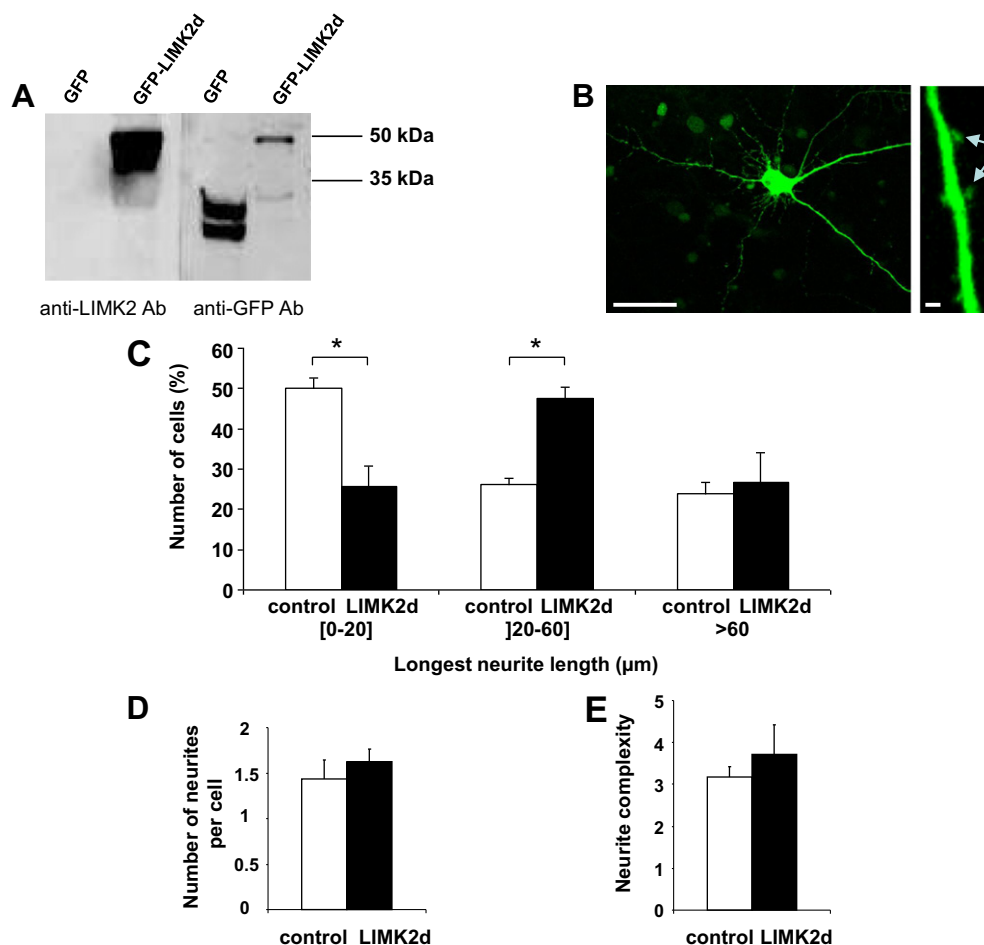 A
GFP
GFP-LIMK2d
GFP
GFP-LIMK2d
50 kDa
35 kDa
anti-LIMK2 Ab
anti-GFP Ab
B
C
Number of cells (%)
60
50
40
30
20
10
0
*
*
control LIMK2d
[0-20]
control LIMK2d
]20-60]
control LIMK2d
>60
Longest neurite length (µm)
D
Number of neurites
per cell
2
1.5
1
0.5
0
control LIMK2d
E
Neurite complexity
5
4
3
2
1
0
control LIMK2d